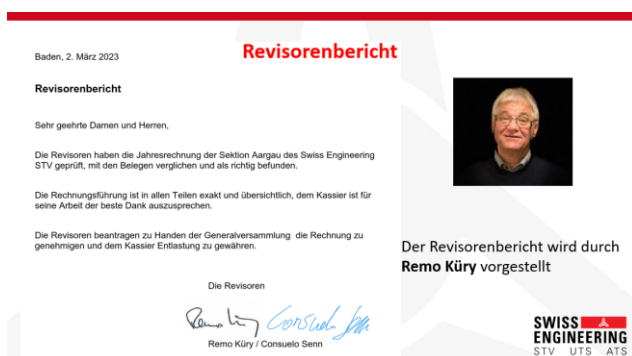 Revisorenbericht
Baden, 2. März 2023
Revisorenbericht
Sehr geehrte Damen und Herren,
Die Revisoren haben die Jahresrechnung der Sektion Aargau des Swiss Engineering
STV geprüft, mit den Belegen verglichen und als richtig befunden.
Die Rechnungsführung ist in allen Teilen exakt und übersichtlich, dem Kassier ist für
seine Arbeit der beste Dank auszusprechen.
Die Revisoren beantragen zu Handen der Generalversammlung die Rechnung zu
genehmigen und dem Kassier Entlastung zu gewähren.
Die Revisoren
Remo Küry / Consuelo Senn
Der Revisorenbericht wird durch
Remo Küry vorgestellt
SWISS
ENGINEERING
STV UTS ATS